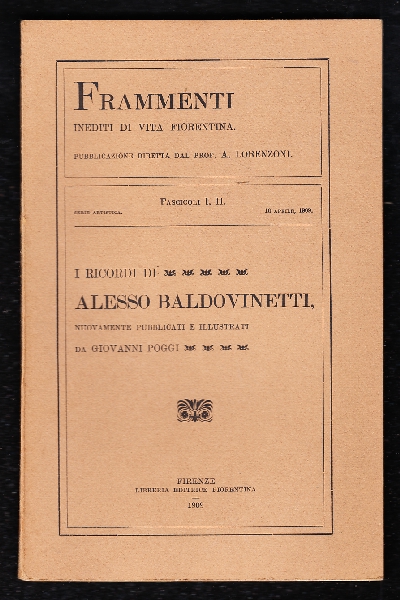 FRAMMÉNTI
INEDITI DI VITA FIORENTINA.
PUBBLICAZIONE DIRETTA DAL PROF. A. LORENZONI.
FASCICOLI I. II.
SERIE ARTISTICA. 10 APRILE, 1909.
I RICORDI DI
ALESSO BALDOVINETTI,
NUOVAMENTE PUBBLICATI E ILLUSTRATI
DA GIOVANNI POGGI
FIRENZE
LIBRERIA EDITRICE FIORENTINA
1909